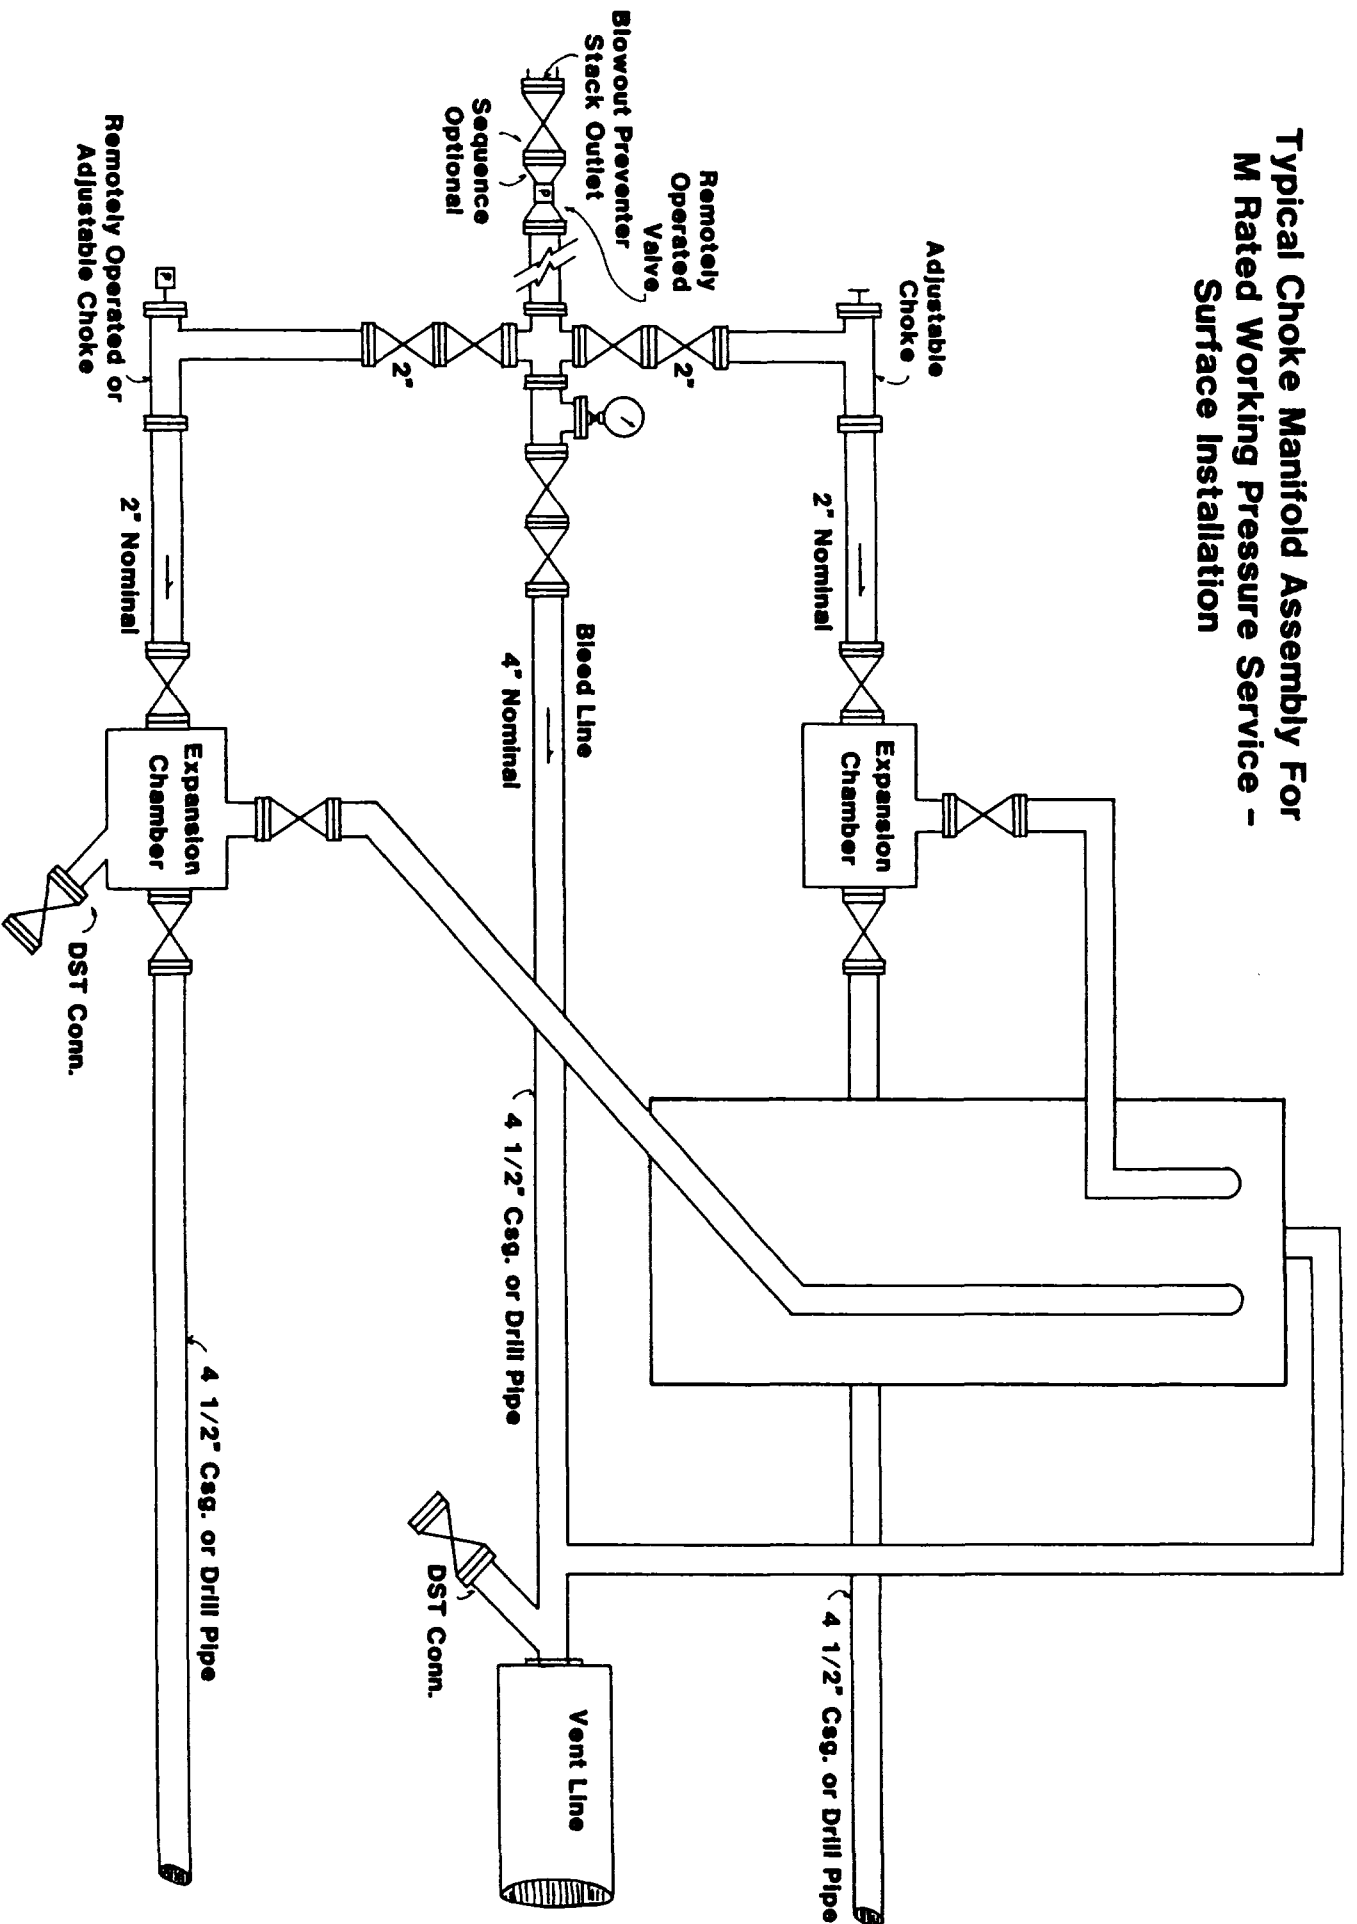 Typical Choke Manifold Assembly For
M Rated Working Pressure Service -
Surface Installation
Blowout Preventer
Stack Outlet
Sequence
Optional
P
Remotely
Operated
Valve
Adjustable
Choke
2"
2"
P
Remotely Operated or
Adjustable Choke
2" Nominal
2" Nominal
Bleed Line
4" Nominal
Expansion
Chamber
Expansion
Chamber
DST Conn.
4 1/2" Csg. or Drill Pipe
4 1/2" Csg. or Drill Pipe
4 1/2" Csg. or Drill Pipe
DST Conn.
Vent Line